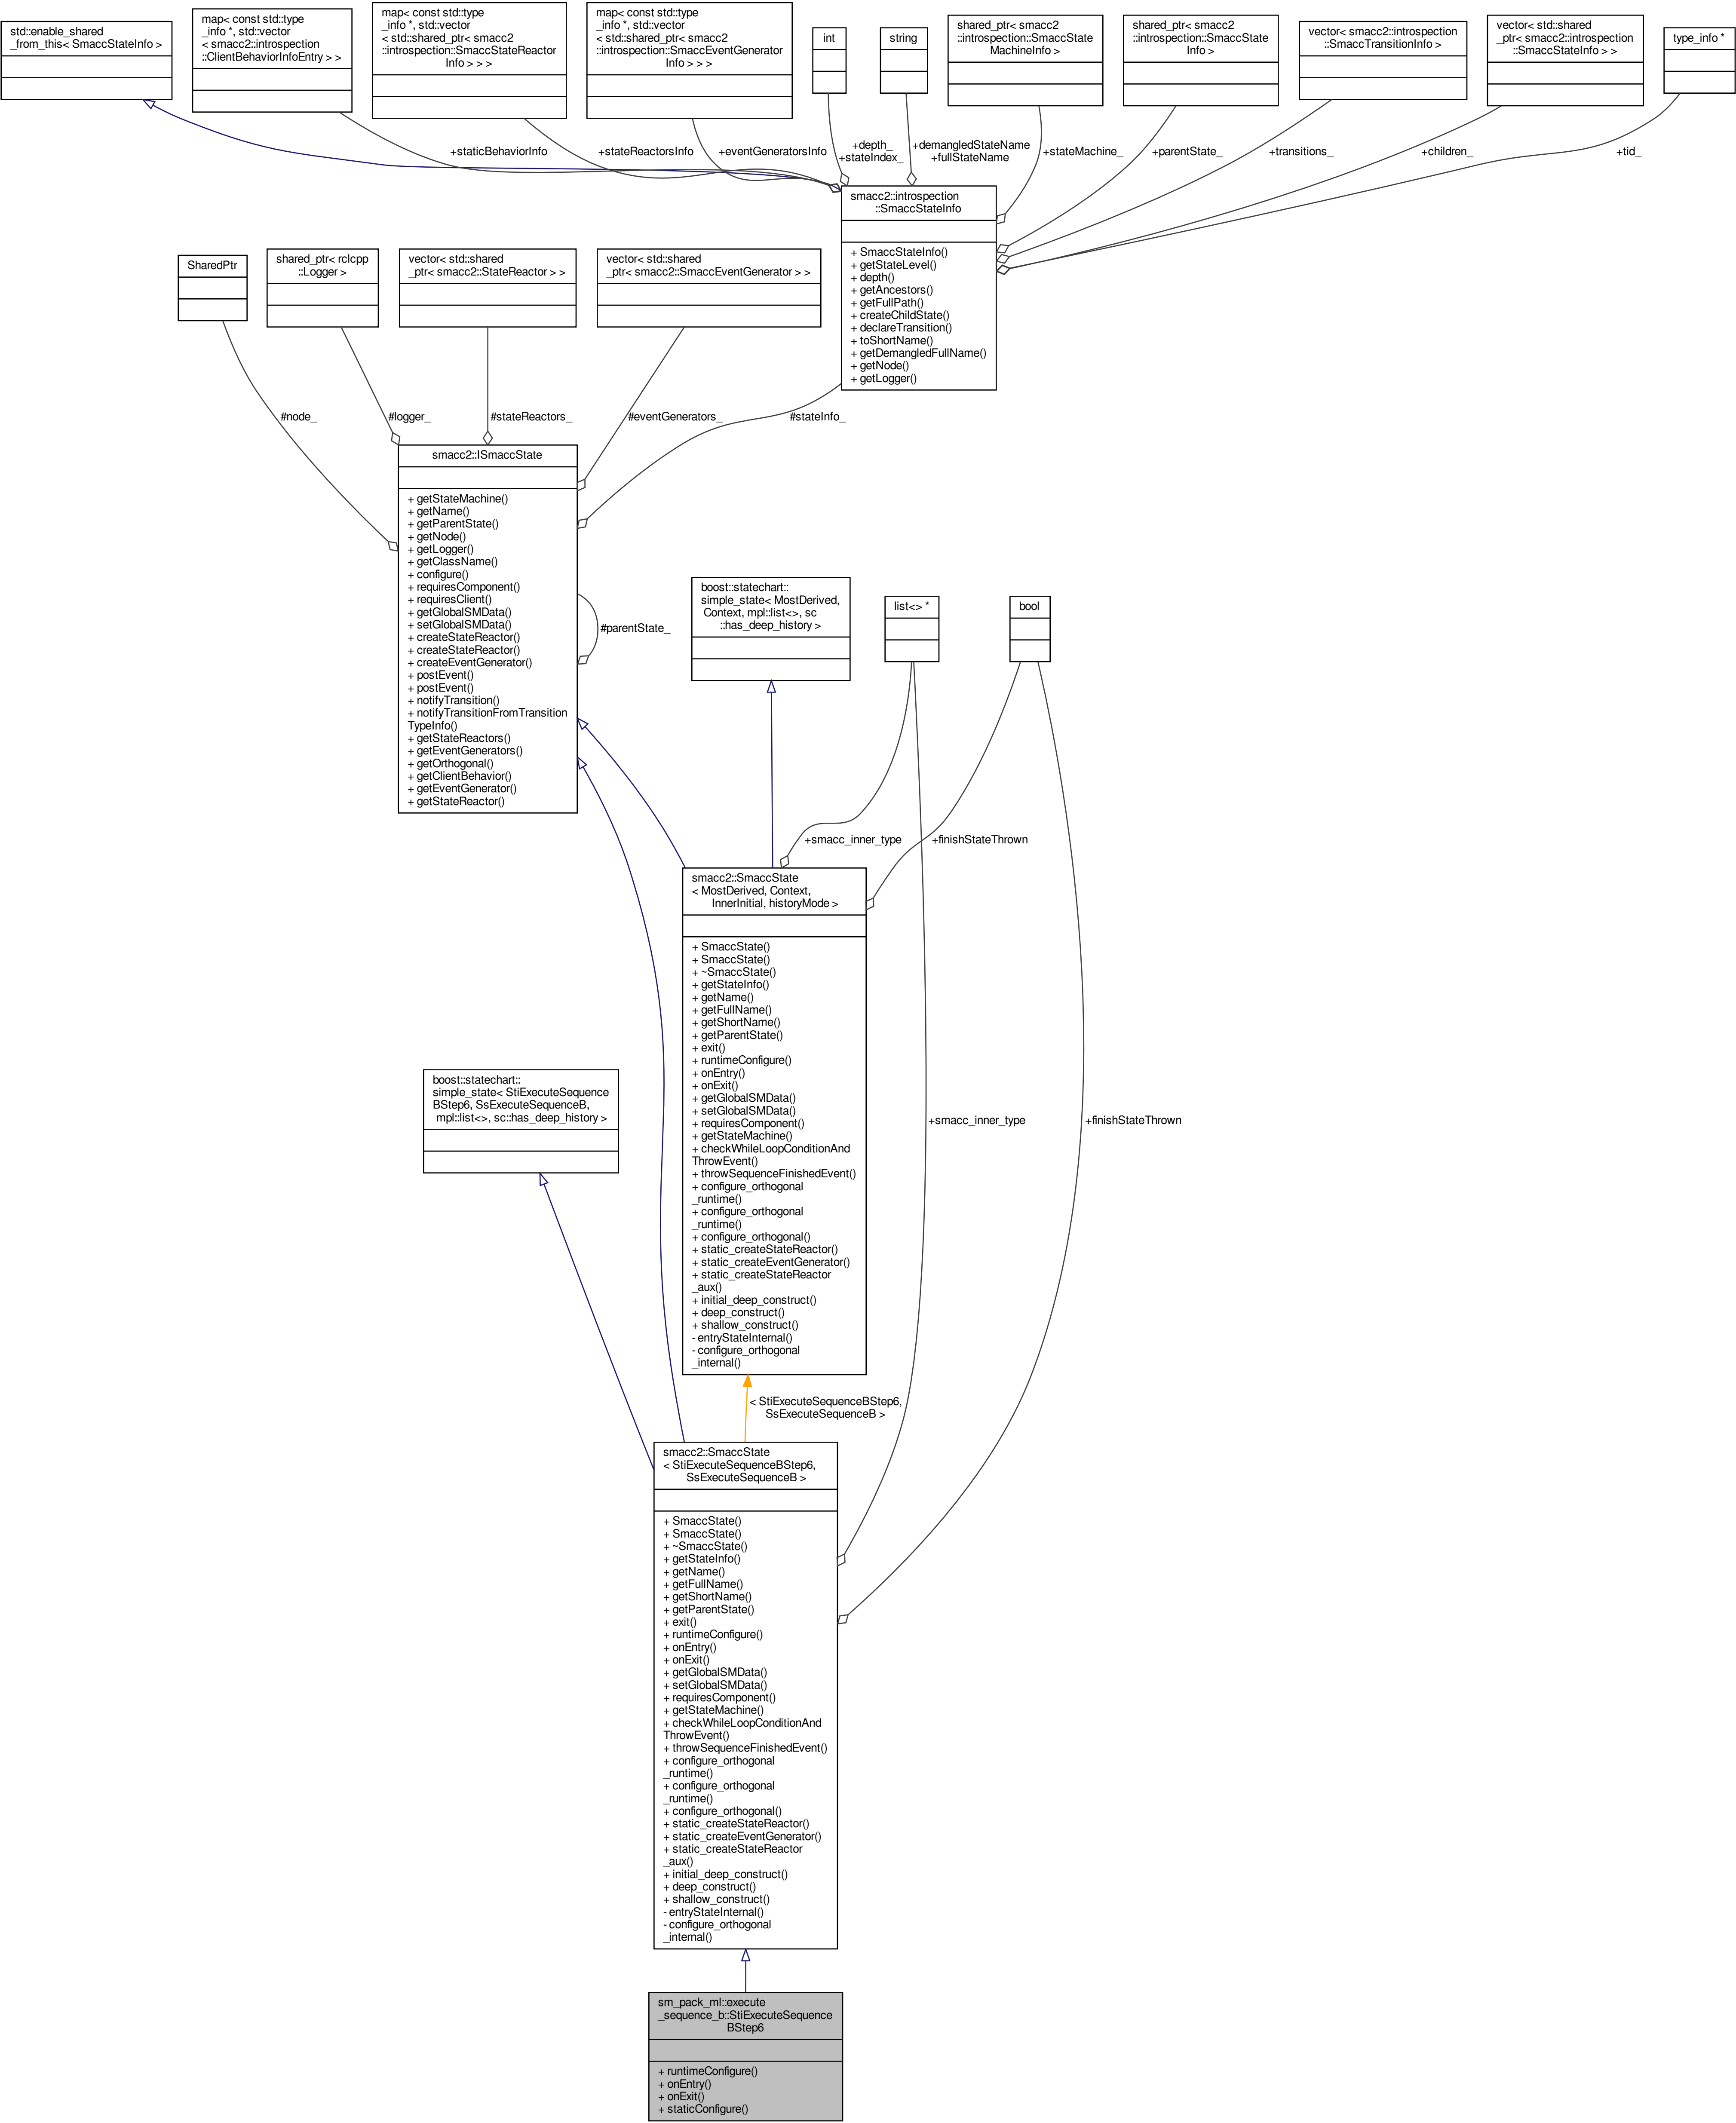 std::enable_shared
_from_this< SmaccStateInfo >
map< const std::type
_info *, std::vector
< smacc2::introspection
::ClientBehaviorInfoEntry > >
map< const std::type
_info *, std::vector
< std::shared_ptr< smacc2
::introspection::SmaccStateReactor
Info > > >
map< const std::type
_info *, std::vector
< std::shared_ptr< smacc2
::introspection::SmaccEventGenerator
Info > > >
int
string
shared_ptr< smacc2
::introspection::SmaccState
MachineInfo >
shared_ptr< smacc2
::introspection::SmaccState
Info >
vector< smacc2::introspection
::SmaccTransitionInfo >
vector< std::shared
_ptr< smacc2::introspection
::SmaccStateInfo > >
type_info *
+staticBehaviorInfo
+stateReactorsInfo
+eventGeneratorsInfo
+depth_
+stateIndex_
+demangledStateName
+fullStateName
+stateMachine_
+parentState_
+transitions_
+children_
+tid_
smacc2::introspection
::SmaccStateInfo
+ SmaccStateInfo()
+ getStateLevel()
+ depth()
+ getAncestors()
+ getFullPath()
+ createChildState()
+ declareTransition()
+ toShortName()
+ getDemangledFullName()
+ getNode()
+ getLogger()
SharedPtr
shared_ptr< rclcpp
::Logger >
vector< std::shared
_ptr< smacc2::StateReactor > >
vector< std::shared
_ptr< smacc2::SmaccEventGenerator > >
#node_
#logger_
#stateReactors_
#eventGenerators_
#stateInfo_
smacc2::ISmaccState
+ getStateMachine()
+ getName()
+ getParentState()
+ getNode()
+ getLogger()
+ getClassName()
+ configure()
+ requiresComponent()
+ requiresClient()
+ getGlobalSMData()
+ setGlobalSMData()
+ createStateReactor()
+ createStateReactor()
+ createEventGenerator()
+ postEvent()
+ postEvent()
+ notifyTransition()
+ notifyTransitionFromTransition
TypeInfo()
+ getStateReactors()
+ getEventGenerators()
+ getOrthogonal()
+ getClientBehavior()
+ getEventGenerator()
+ getStateReactor()
#parentState_
boost::statechart::
simple_state< MostDerived,
Context, mpl::list<>, sc
::has_deep_history >
list<> *
bool
+smacc_inner_type
+finishStateThrown
smacc2::SmaccState
< MostDerived, Context,
InnerInitial, historyMode >
+ SmaccState()
+ SmaccState()
+ ~SmaccState()
+ getStateInfo()
+ getName()
+ getFullName()
+ getShortName()
+ getParentState()
+ exit()
+ runtimeConfigure()
+ onEntry()
+ onExit()
+ getGlobalSMData()
+ setGlobalSMData()
+ requiresComponent()
+ getStateMachine()
+ checkWhileLoopConditionAnd
ThrowEvent()
+ throwSequenceFinishedEvent()
+ configure_orthogonal
_runtime()
+ configure_orthogonal
_runtime()
+ configure_orthogonal()
+ static_createStateReactor()
+ static_createEventGenerator()
+ static_createStateReactor
_aux()
+ initial_deep_construct()
+ deep_construct()
+ shallow_construct()
- entryStateInternal()
- configure_orthogonal
_internal()
boost::statechart::
simple_state< StiExecuteSequence
BStep6, SsExecuteSequenceB,
mpl::list<>, sc::has_deep_history >
+smacc_inner_type
+finishStateThrown
< StiExecuteSequenceBStep6,
SsExecuteSequenceB >
smacc2::SmaccState
< StiExecuteSequenceBStep6,
SsExecuteSequenceB >
+ SmaccState()
+ SmaccState()
+ ~SmaccState()
+ getStateInfo()
+ getName()
+ getFullName()
+ getShortName()
+ getParentState()
+ exit()
+ runtimeConfigure()
+ onEntry()
+ onExit()
+ getGlobalSMData()
+ setGlobalSMData()
+ requiresComponent()
+ getStateMachine()
+ checkWhileLoopConditionAnd
ThrowEvent()
+ throwSequenceFinishedEvent()
+ configure_orthogonal
_runtime()
+ configure_orthogonal
_runtime()
+ configure_orthogonal()
+ static_createStateReactor()
+ static_createEventGenerator()
+ static_createStateReactor
_aux()
+ initial_deep_construct()
+ deep_construct()
+ shallow_construct()
- entryStateInternal()
- configure_orthogonal
_internal()
sm_pack_ml::execute
_sequence_b::StiExecuteSequence
BStep6
+ runtimeConfigure()
+ onEntry()
+ onExit()
+ staticConfigure()